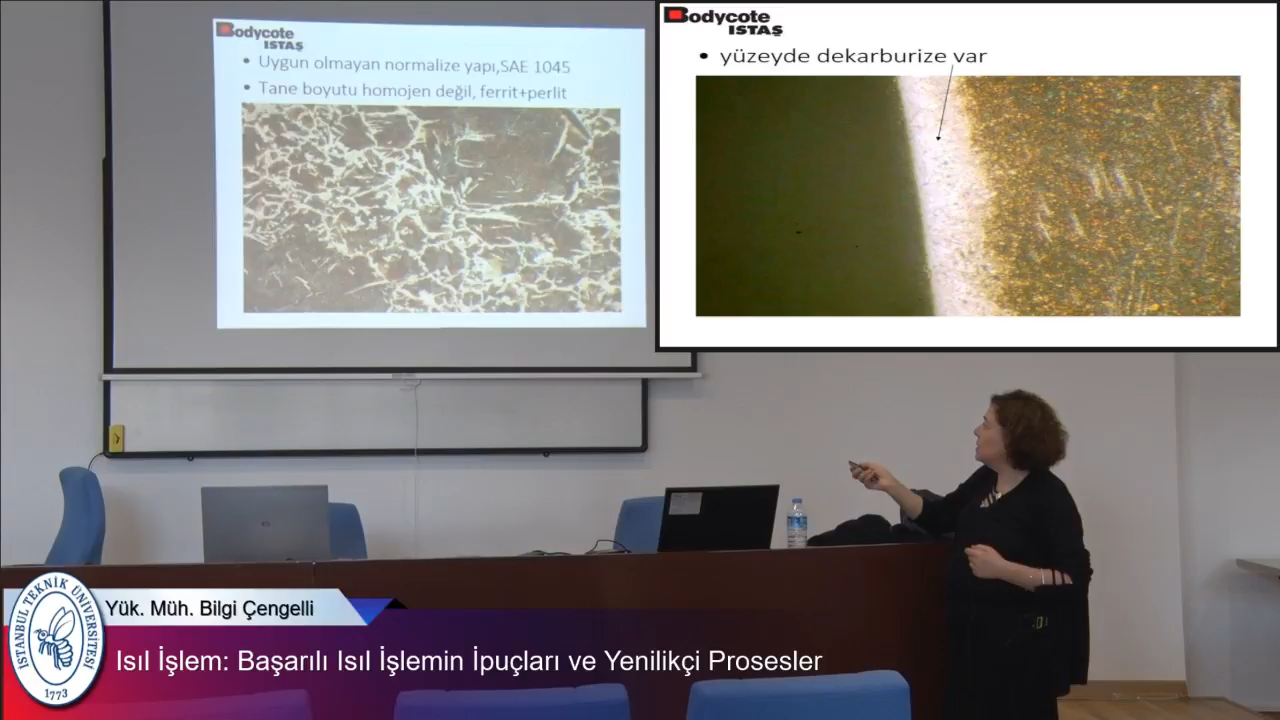 Bodycote
ISTAŞ
• Uygun olmayan normalize yapı,SAE 1045
• Tane boyutu homojen değil, ferrit+perlit
Bodycote
ISTAŞ
• yüzeyde dekarburize var
İSTANBUL TEKNİK ÜNİVERSİTESİ
1773
Yük. Müh. Bilgi Çengelli
Isıl İşlem: Başarılı Isıl İşlemin İpuçları ve Yenilikçi Prosesler